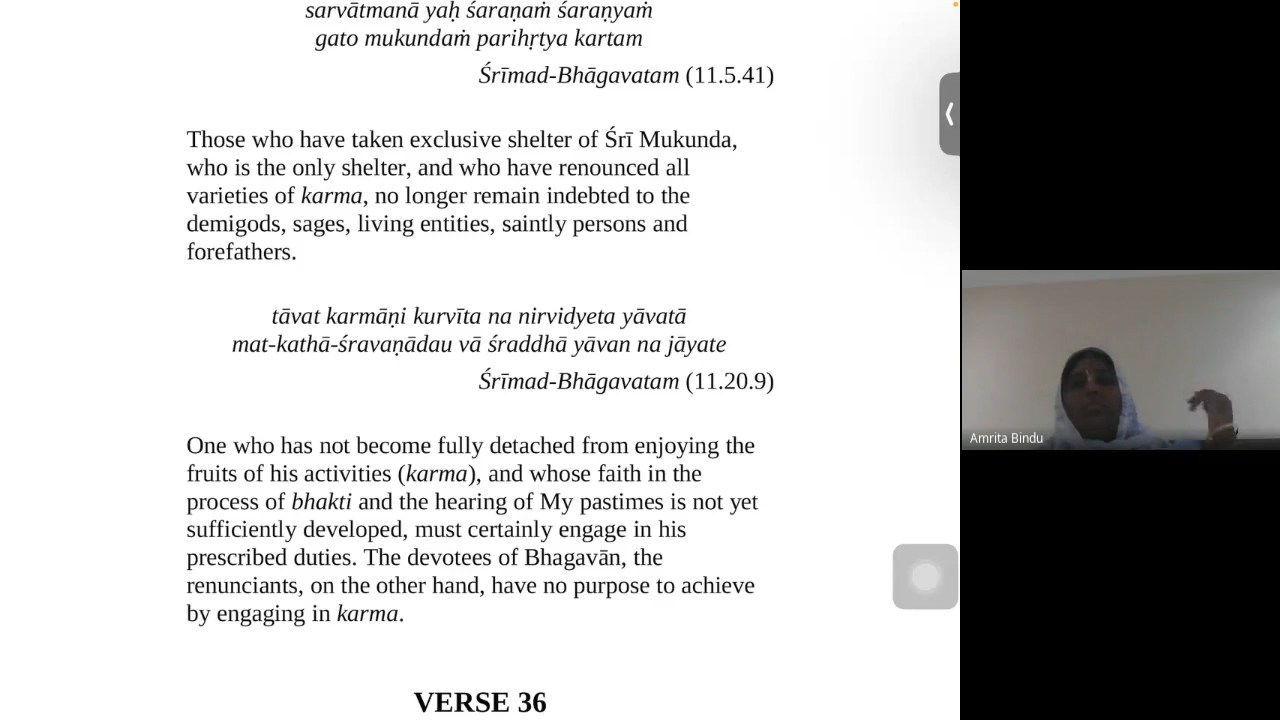 sarvātmanā yaḥ śaraṇaṁ śaraṇyaṁ
gato mukundaṁ parihṛtya kartam
Śrīmad-Bhāgavatam (11.5.41)
Those who have taken exclusive shelter of Śrī Mukunda,
who is the only shelter, and who have renounced all
varieties of karma, no longer remain indebted to the
demigods, sages, living entities, saintly persons and
forefathers.
tāvat karmāṇi kurvīta na nirvidyeta yāvatā
mat-kathā-śravaṇādau vā śraddhā yāvan na jāyate
Śrīmad-Bhāgavatam (11.20.9)
One who has not become fully detached from enjoying the
fruits of his activities (karma), and whose faith in the
process of bhakti and the hearing of My pastimes is not yet
sufficiently developed, must certainly engage in his
prescribed duties. The devotees of Bhagavān, the
renunciants, on the other hand, have no purpose to achieve
by engaging in karma.
VERSE 36
Amrita Bindu